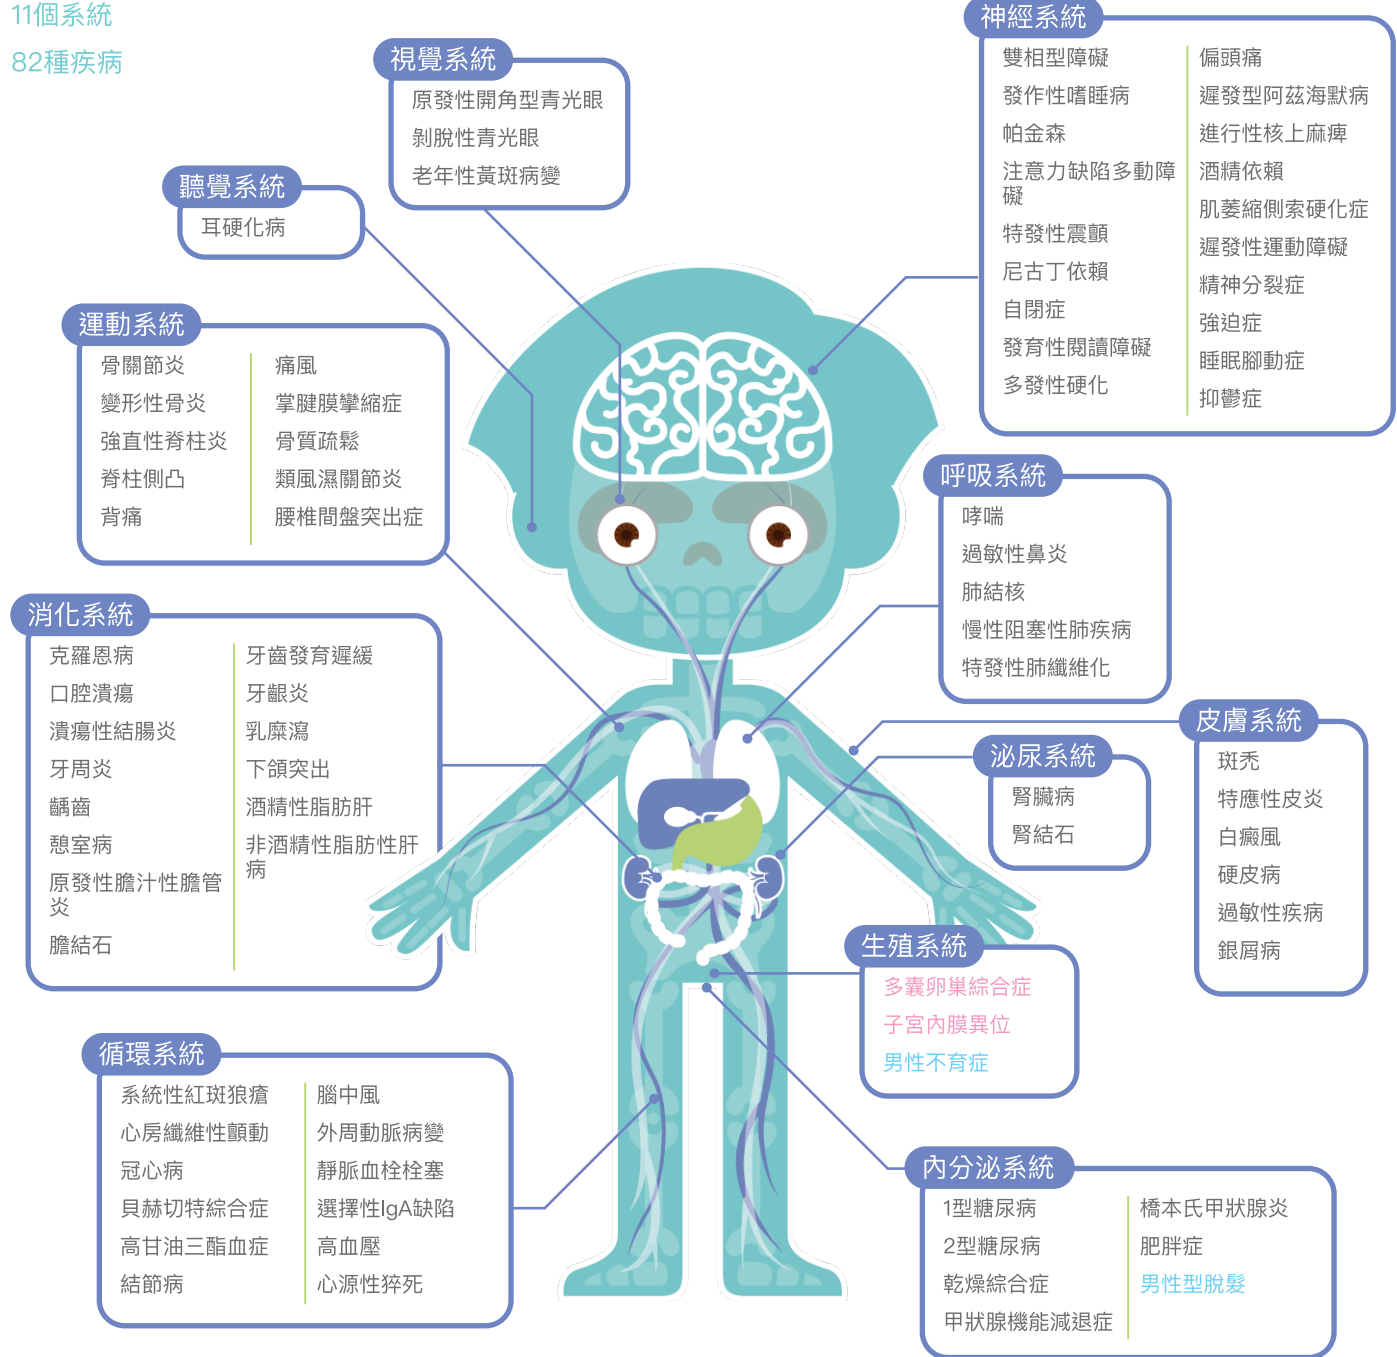 11個系統
82種疾病
視覺系統
原發性開角型青光眼
剝脫性青光眼
老年性黃斑病變
神經系統
雙相型障礙
發作性嗜睡病
帕金森
注意力缺陷多動障
礙
特發性震顫
尼古丁依賴
自閉症
發育性閱讀障礙
多發性硬化
偏頭痛
遲發型阿茲海默病
進行性核上麻痺
酒精依賴
肌萎縮側索硬化症
遲發性運動障礙
精神分裂症
強迫症
睡眠腳動症
抑鬱症
聽覺系統
耳硬化病
運動系統
骨關節炎
變形性骨炎
強直性脊柱炎
脊柱側凸
背痛
痛風
掌腱膜攣縮症
骨質疏鬆
類風濕關節炎
腰椎間盤突出症
呼吸系統
哮喘
過敏性鼻炎
肺結核
慢性阻塞性肺疾病
特發性肺纖維化
消化系統
克羅恩病
口腔潰瘍
潰瘍性結腸炎
牙周炎
齲齒
憩室病
原發性膽汁性膽管
炎
膽結石
牙齒發育遲緩
牙齦炎
乳糜瀉
下頜突出
酒精性脂肪肝
非酒精性脂肪性肝
病
皮膚系統
斑禿
特應性皮炎
白癜風
硬皮病
過敏性疾病
銀屑病
泌尿系統
腎臟病
腎結石
生殖系統
多囊卵巢綜合症
子宮內膜異位
男性不育症
循環系統
系統性紅斑狼瘡
心房纖維性顫動
冠心病
貝赫切特綜合症
高甘油三酯血症
結節病
腦中風
外周動脈病變
靜脈血栓栓塞
選擇性IgA缺陷
高血壓
心源性猝死
內分泌系統
1型糖尿病
2型糖尿病
乾燥綜合症
甲狀腺機能減退症
橋本氏甲狀腺炎
肥胖症
男性型脫髮